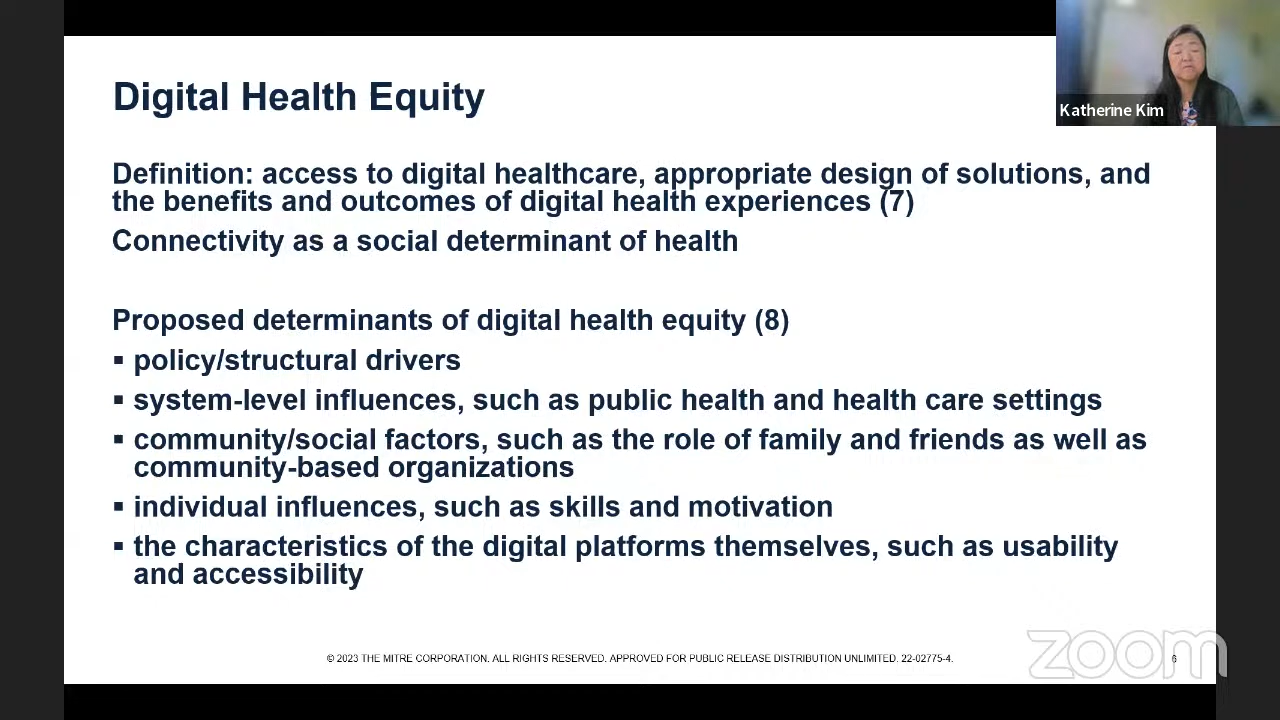 Digital Health Equity
Katherine Kim
Definition: access to digital healthcare, appropriate design of solutions, and
the benefits and outcomes of digital health experiences (7)
Connectivity as a social determinant of health
Proposed determinants of digital health equity (8)
▪ policy/structural drivers
▪ system-level influences, such as public health and health care settings
▪ community/social factors, such as the role of family and friends as well as
community-based organizations
▪ individual influences, such as skills and motivation
▪ the characteristics of the digital platforms themselves, such as usability
and accessibility
© 2023 THE MITRE CORPORATION. ALL RIGHTS RESERVED. APPROVED FOR PUBLIC RELEASE DISTRIBUTION UNLIMITED. 22-02775-4.
6
zoom